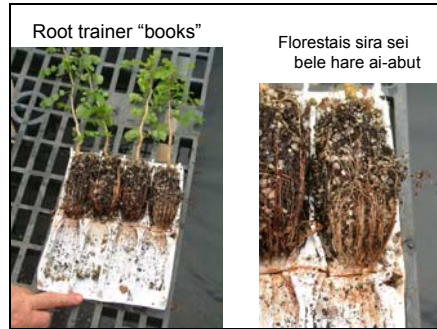 Root trainer “books”
Florestais sira sei
bele hare ai-abut